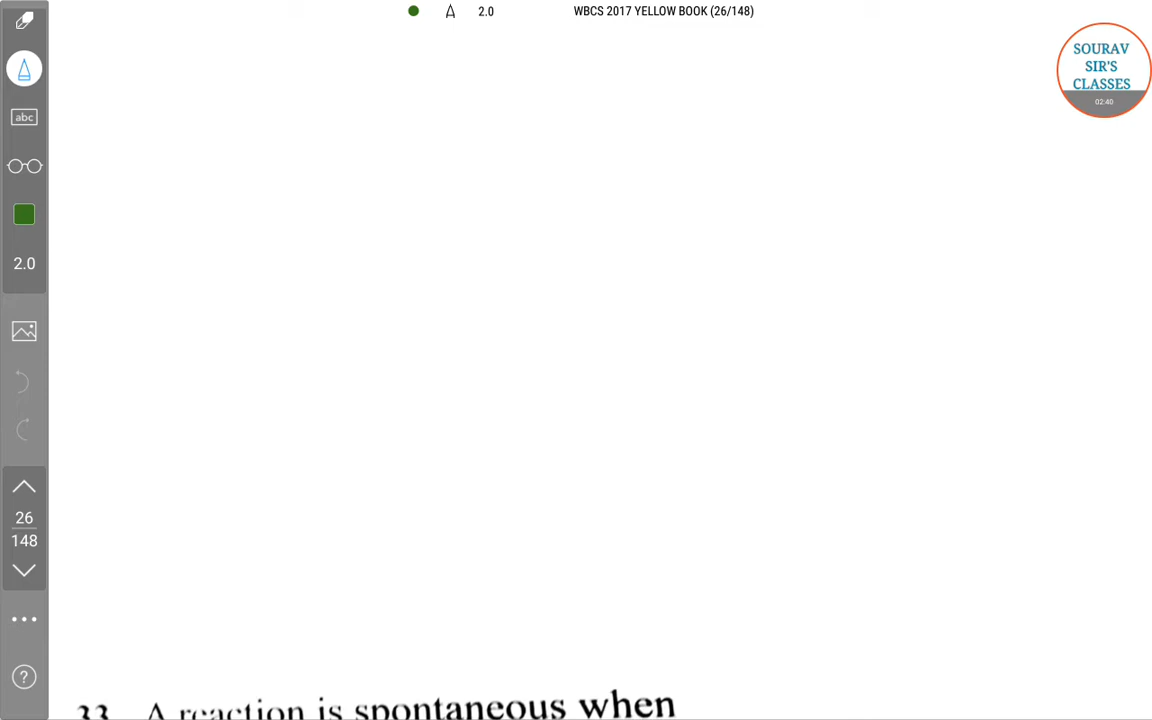 2.0
WBCS 2017 YELLOW BOOK (26/148)
SOURAV
SIR'S
CLASSES
02:40
abc
2.0
26
148
?
33. A reaction is spontaneous when